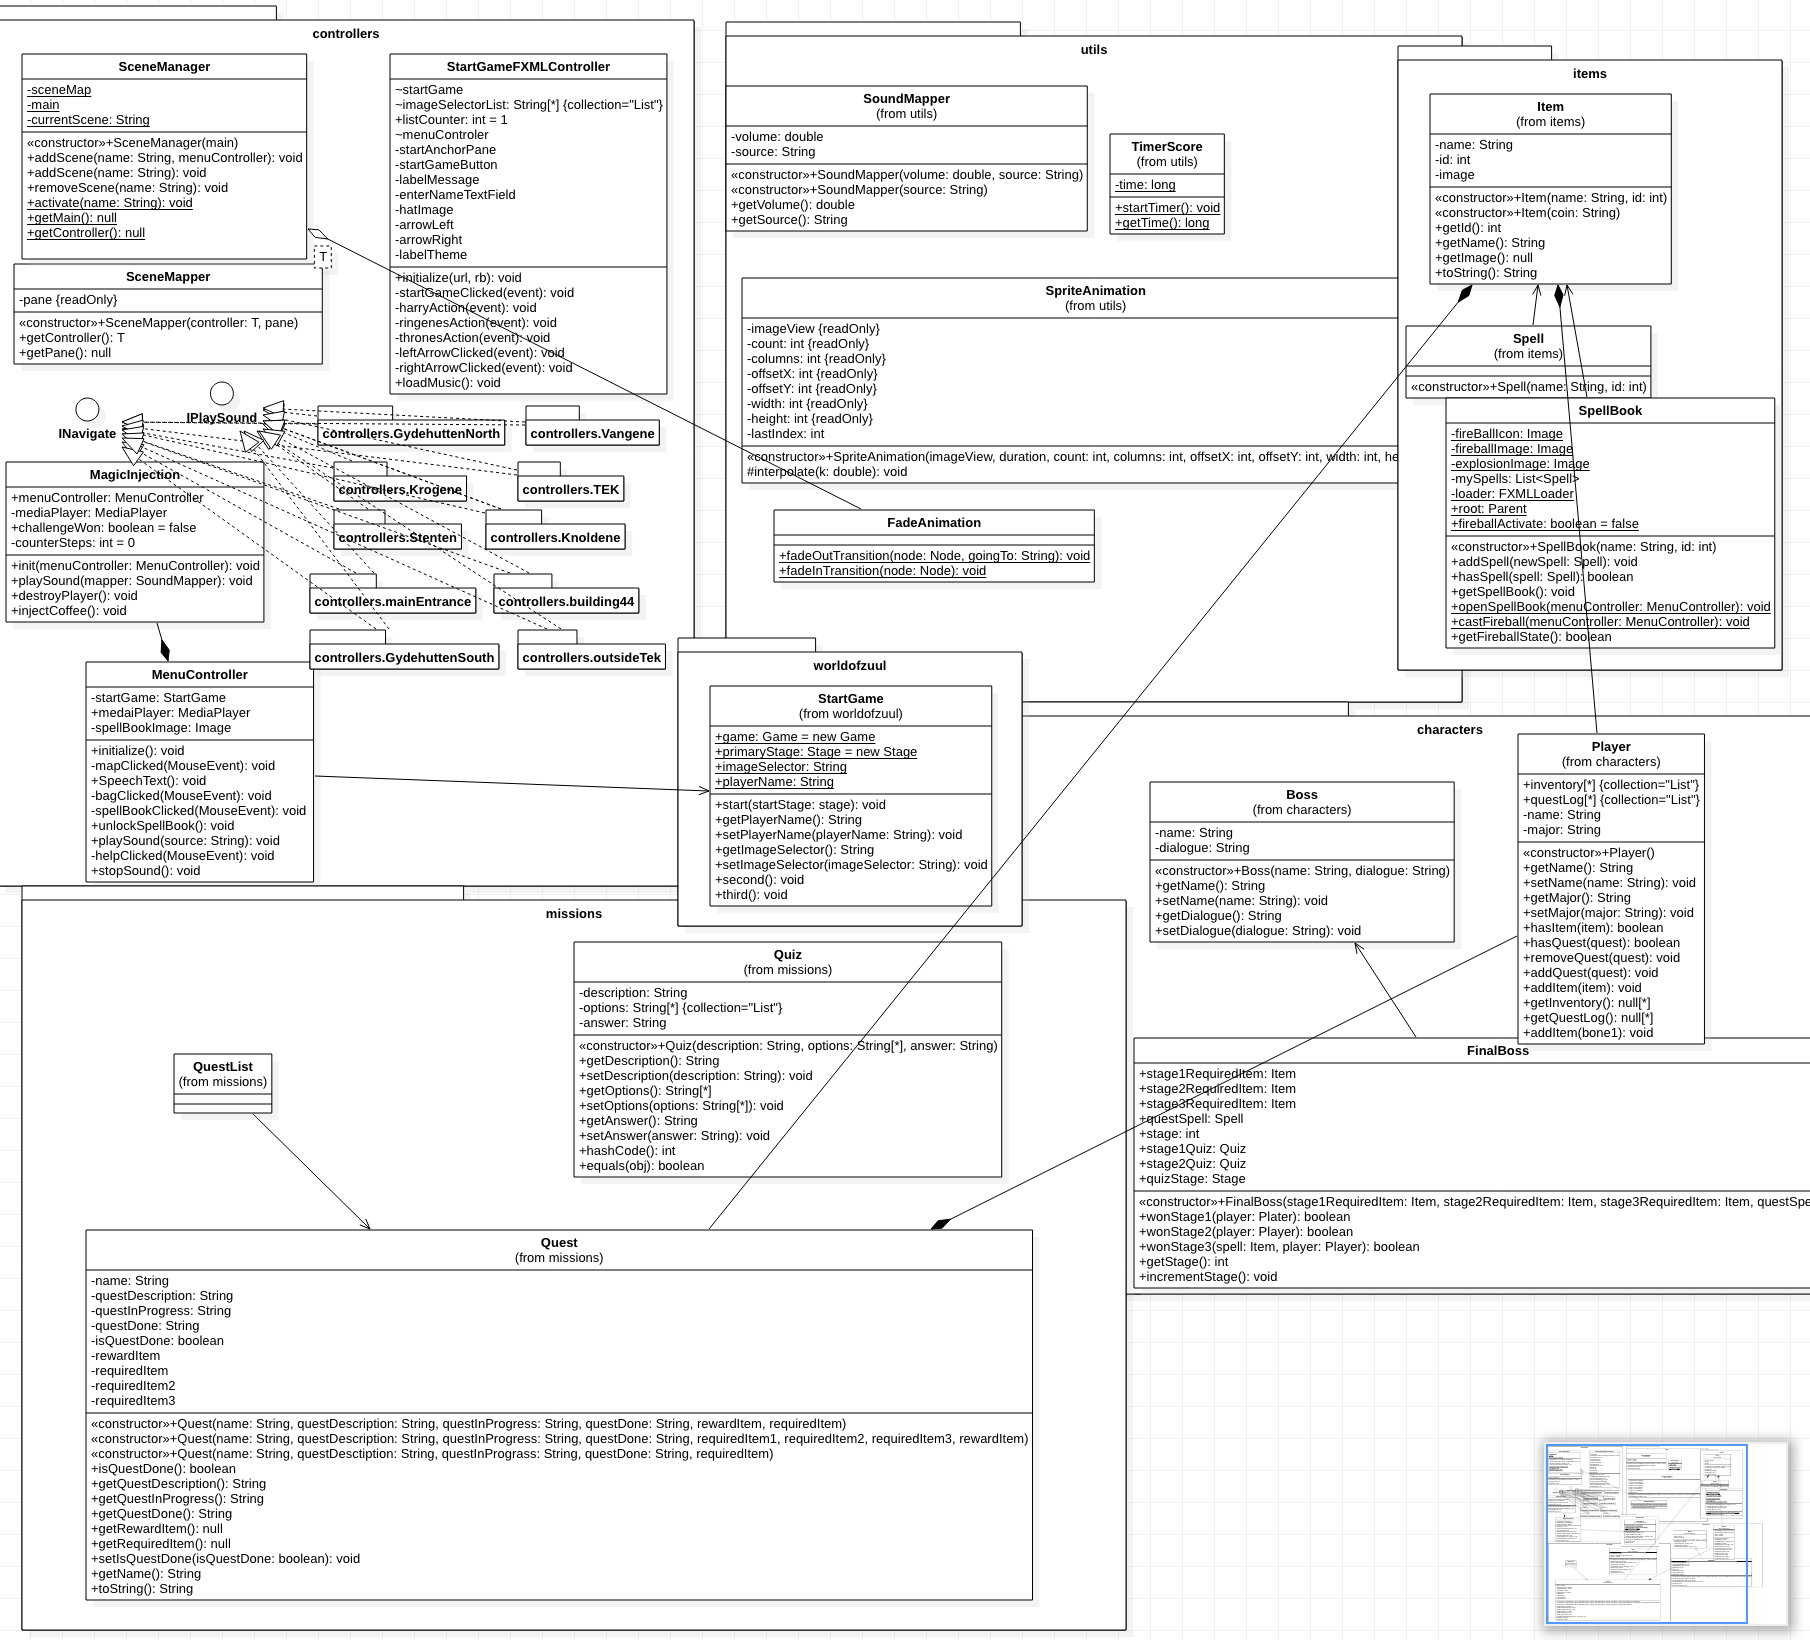 controllers
SceneManager
-sceneMap
-main
-currentScene: String
«constructor»+SceneManager(main)
+addScene(name: String, menuController): void
+addScene(name: String): void
+removeScene(name: String): void
+activate(name: String): void
+getMain(): null
+getController(): null
T
SceneMapper
-pane {readOnly}
«constructor»+SceneMapper(controller: T, pane)
+getController(): T
+getPane(): null
StartGameFXMLController
~startGame
~imageSelectorList: String[*] {collection="List"}
+listCounter: int = 1
~menuControler
-startAnchorPane
-startGameButton
-labelMessage
-enterNameTextField
-hatImage
-arrowLeft
-arrowRight
-labelTheme
+initialize(url, rb): void
-startGameClicked(event): void
-harryAction(event): void
-ringenesAction(event): void
-thronesAction(event): void
-leftArrowClicked(event): void
-rightArrowClicked(event): void
+loadMusic(): void
INavigate
IPlaySound
controllers.GydehuttenNorth
controllers.Vangene
controllers.Krogene
controllers.TEK
controllers.Stenten
controllers.Knoldene
controllers.mainEntrance
controllers.building44
controllers.GydehuttenSouth
controllers.outsideTek
MagicInjection
+menuController: MenuController
-mediaPlayer: MediaPlayer
+challengeWon: boolean = false
-counterSteps: int = 0
+init(menuController: MenuController): void
+playSound(mapper: SoundMapper): void
+destroyPlayer(): void
+injectCoffee(): void
MenuController
-startGame: StartGame
+medaiPlayer: MediaPlayer
-spellBookImage: Image
+initialize(): void
-mapClicked(MouseEvent): void
+SpeechText(): void
-bagClicked(MouseEvent): void
-spellBookClicked(MouseEvent): void
+unlockSpellBook(): void
+playSound(source: String): void
-helpClicked(MouseEvent): void
+stopSound(): void
utils
SoundMapper
(from utils)
-volume: double
-source: String
«constructor»+SoundMapper(volume: double, source: String)
«constructor»+SoundMapper(source: String)
+getVolume(): double
+getSource(): String
TimerScore
(from utils)
-time: long
+startTimer(): void
+getTime(): long
SpriteAnimation
(from utils)
-imageView {readOnly}
-count: int {readOnly}
-columns: int {readOnly}
-offsetX: int {readOnly}
-offsetY: int {readOnly}
-width: int {readOnly}
-height: int {readOnly}
-lastIndex: int
«constructor»+SpriteAnimation(imageView, duration, count: int, columns: int, offsetX: int, offsetY: int, width: int, he
#interpolate(k: double): void
FadeAnimation
+fadeOutTransition(node: Node, goingTo: String): void
+fadeInTransition(node: Node): void
items
Item
(from items)
-name: String
-id: int
-image
«constructor»+Item(name: String, id: int)
«constructor»+Item(coin: String)
+getId(): int
+getName(): String
+getImage(): null
+toString(): String
Spell
(from items)
«constructor»+Spell(name: String, id: int)
SpellBook
-fireBallIcon: Image
-fireballImage: Image
-explosionImage: Image
-mySpells: List<Spell>
-loader: FXMLLoader
+root: Parent
+fireballActivate: boolean = false
«constructor»+SpellBook(name: String, id: int)
+addSpell(newSpell: Spell): void
+hasSpell(spell: Spell): boolean
+getSpellBook(): void
+openSpellBook(menuController: MenuController): void
+castFireball(menuController: MenuController): void
+getFireballState(): boolean
worldofzuul
StartGame
(from worldofzuul)
+game: Game = new Game
+primaryStage: Stage = new Stage
+imageSelector: String
+playerName: String
+start(startStage: stage): void
+getPlayerName(): String
+setPlayerName(playerName: String): void
+getImageSelector(): String
+setImageSelector(imageSelector: String): void
+second(): void
+third(): void
characters
Boss
(from characters)
-name: String
-dialogue: String
«constructor»+Boss(name: String, dialogue: String)
+getName(): String
+setName(name: String): void
+getDialogue(): String
+setDialogue(dialogue: String): void
Player
(from characters)
+inventory[*] {collection="List"}
+questLog[*] {collection="List"}
-name: String
-major: String
«constructor»+Player()
+getName(): String
+setName(name: String): void
+getMajor(): String
+setMajor(major: String): void
+hasItem(item): boolean
+hasQuest(quest): boolean
+removeQuest(quest): void
+addQuest(quest): void
+addItem(item): void
+getInventory(): null[*]
+getQuestLog(): null[*]
+addItem(bone1): void
FinalBoss
+stage1RequiredItem: Item
+stage2RequiredItem: Item
+stage3RequiredItem: Item
+questSpell: Spell
+stage: int
+stage1Quiz: Quiz
+stage2Quiz: Quiz
+quizStage: Stage
«constructor»+FinalBoss(stage1RequiredItem: Item, stage2RequiredItem: Item, stage3RequiredItem: Item, questSpe
+wonStage1(player: Plater): boolean
+wonStage2(player: Player): boolean
+wonStage3(spell: Item, player: Player): boolean
+getStage(): int
+incrementStage(): void
missions
Quiz
(from missions)
-description: String
-options: String[*] {collection="List"}
-answer: String
«constructor»+Quiz(description: String, options: String[*], answer: String)
+getDescription(): String
+setDescription(description: String): void
+getOptions(): String[*]
+setOptions(options: String[*]): void
+getAnswer(): String
+setAnswer(answer: String): void
+hashCode(): int
+equals(obj): boolean
QuestList
(from missions)
Quest
(from missions)
-name: String
-questDescription: String
-questInProgress: String
-questDone: String
-isQuestDone: boolean
-rewardItem
-requiredItem
-requiredItem2
-requiredItem3
«constructor»+Quest(name: String, questDescription: String, questInProgress: String, questDone: String, rewardItem, requiredItem)
«constructor»+Quest(name: String, questDescription: String, questInProgress: String, questDone: String, requiredItem1, requiredItem2, requiredItem3, rewardItem)
«constructor»+Quest(name: String, questDesctiption: String, questInPrograss: String, questDone: String, requiredItem)
+isQuestDone(): boolean
+getQuestDescription(): String
+getQuestInProgress(): String
+getQuestDone(): String
+getRewardItem(): null
+getRequiredItem(): null
+setIsQuestDone(isQuestDone: boolean): void
+getName(): String
+toString(): String